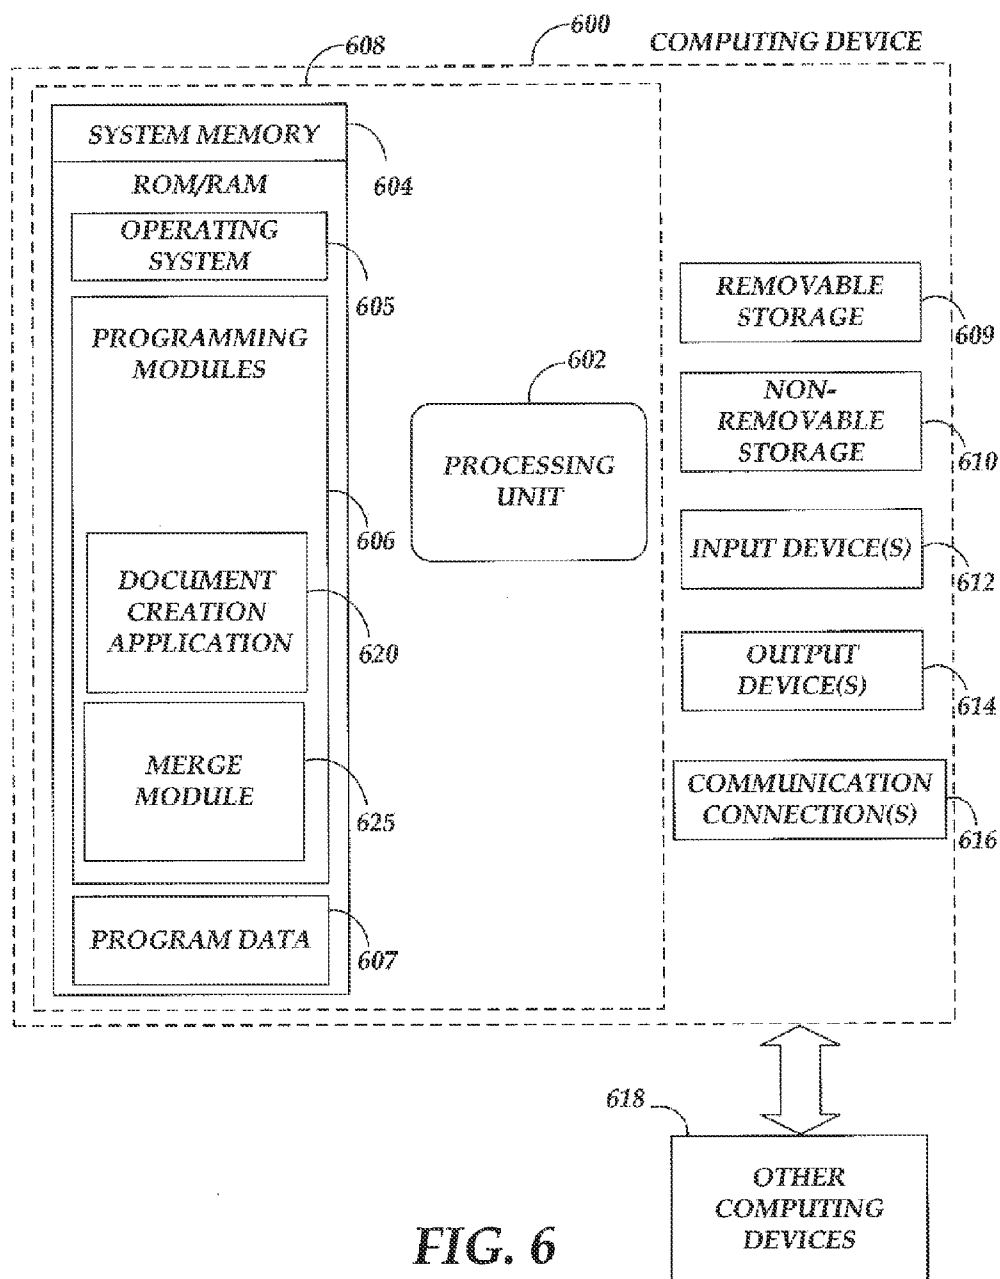 600
COMPUTING DEVICE
608
SYSTEM MEMORY
604
ROM/RAM
OPERATING
SYSTEM
605
PROGRAMMING
MODULES
606
DOCUMENT
CREATION
APPLICATION
620
MERGE
MODULE
625
PROGRAM DATA
607
602
PROCESSING
UNIT
REMOVABLE
STORAGE
609
NON-
REMOVABLE
STORAGE
610
INPUT DEVICE(S)
612
OUTPUT
DEVICE(S)
614
COMMUNICATION
CONNECTION(S)
616
618
OTHER
COMPUTING
DEVICES
FIG. 6